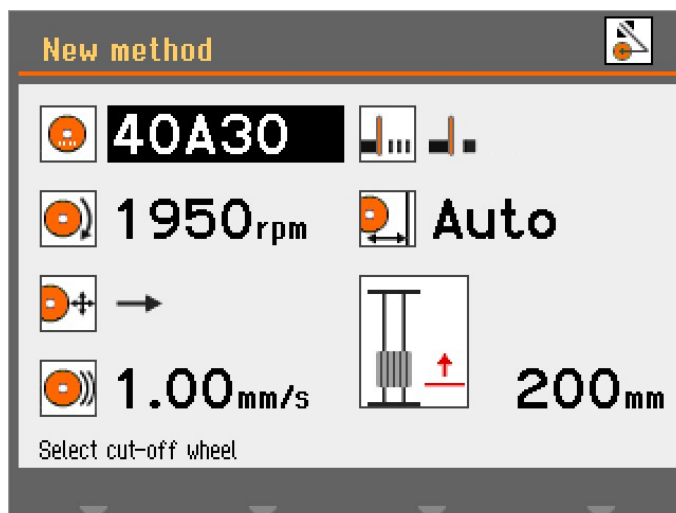 New method
40A30
1950rpm
Auto
1.00mm/s
200mm
Select cut-off wheel